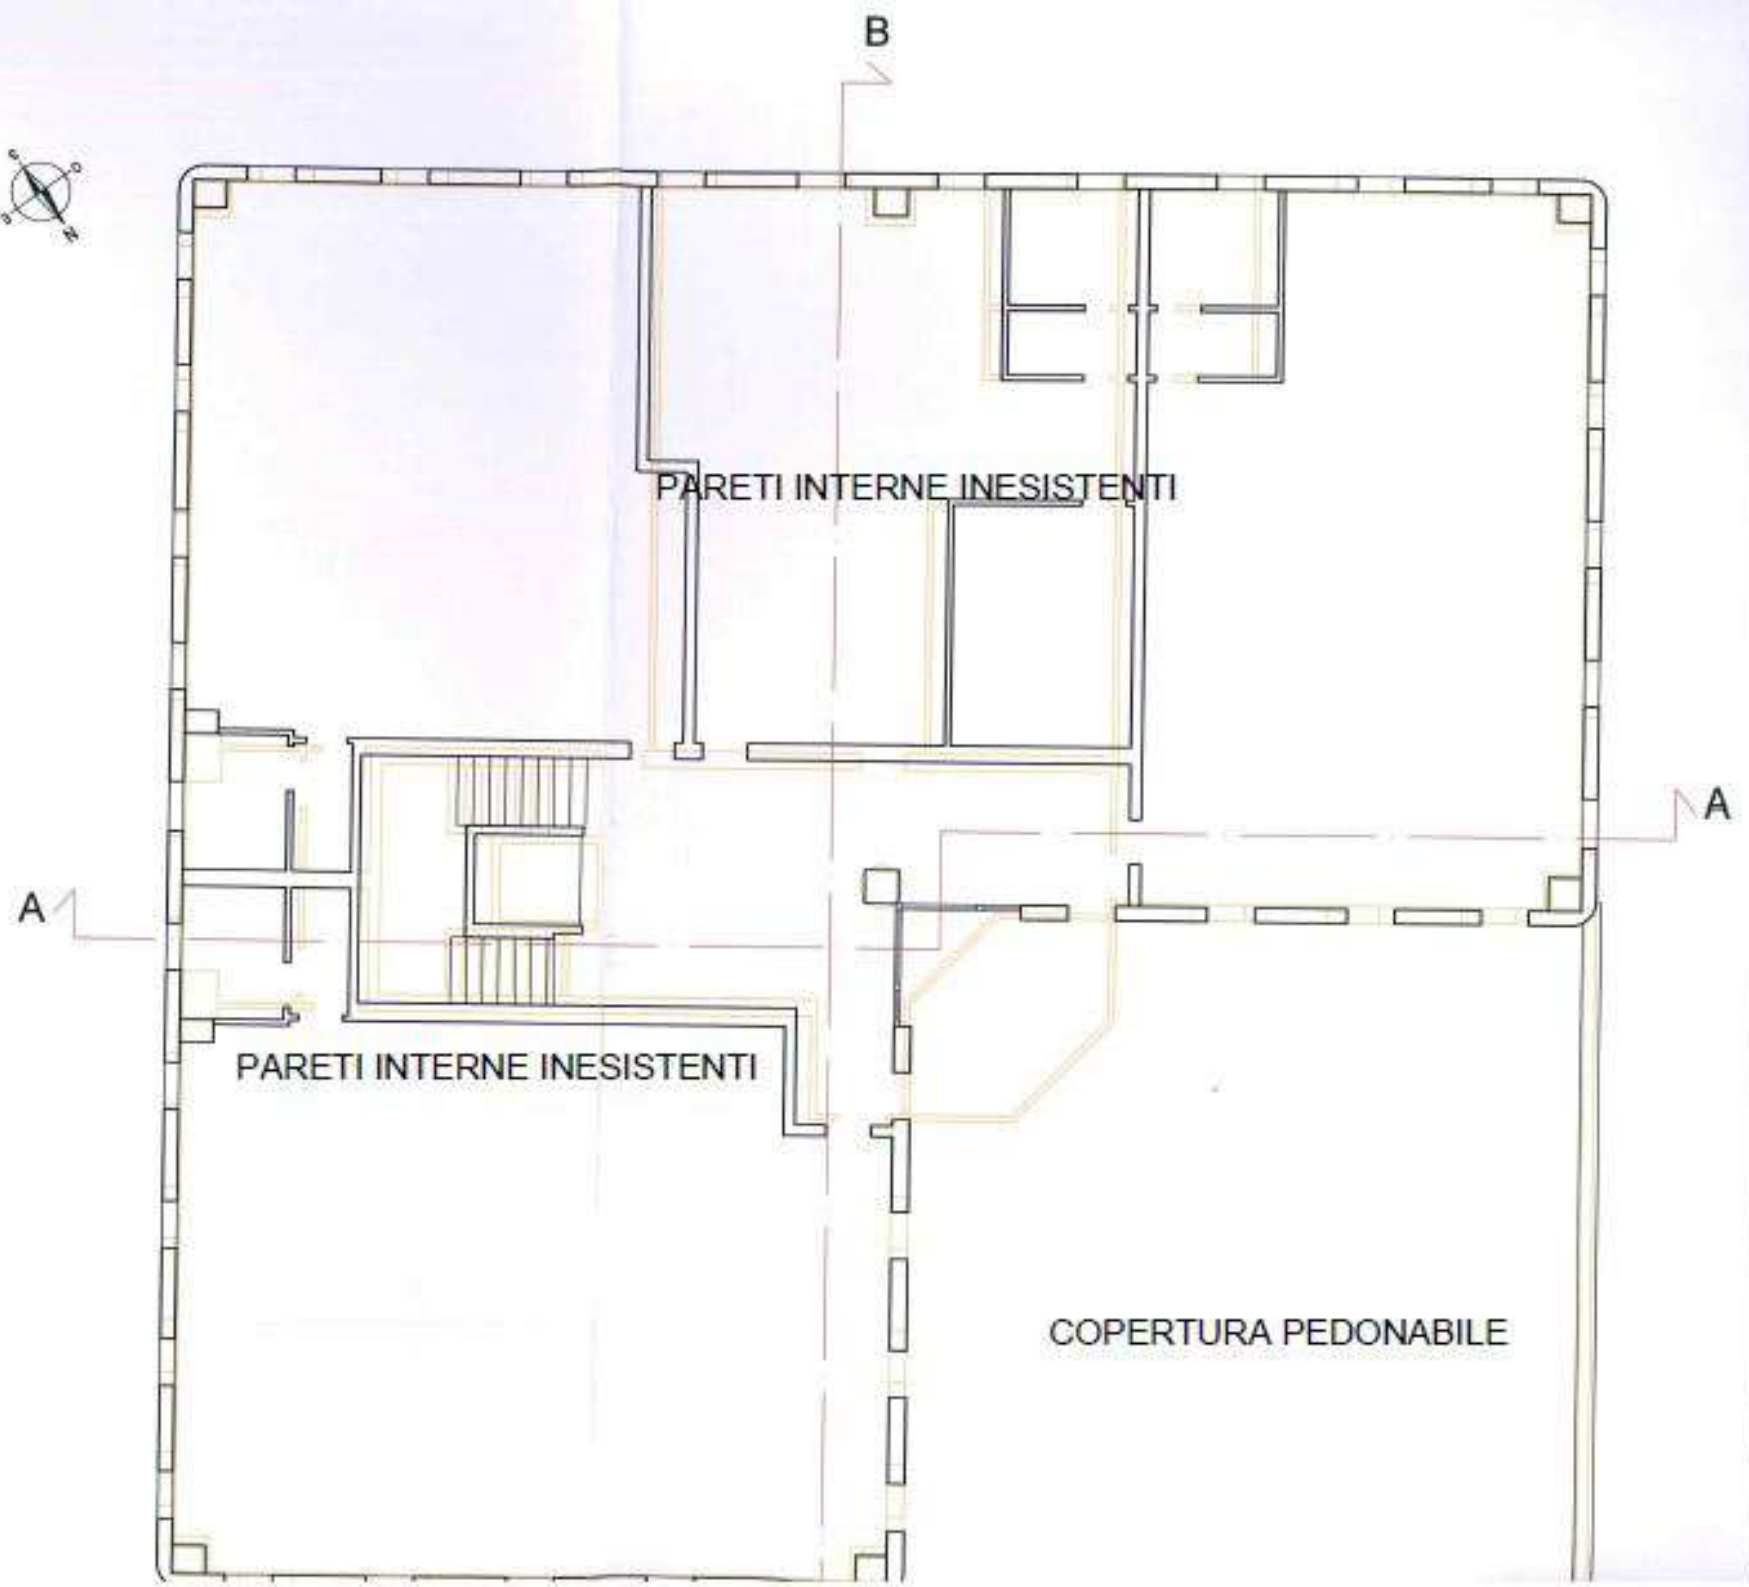 B
PARETI INTERNE INESISTENTI
A
A
PARETI INTERNE INESISTENTI
COPERTURA PEDONABILE